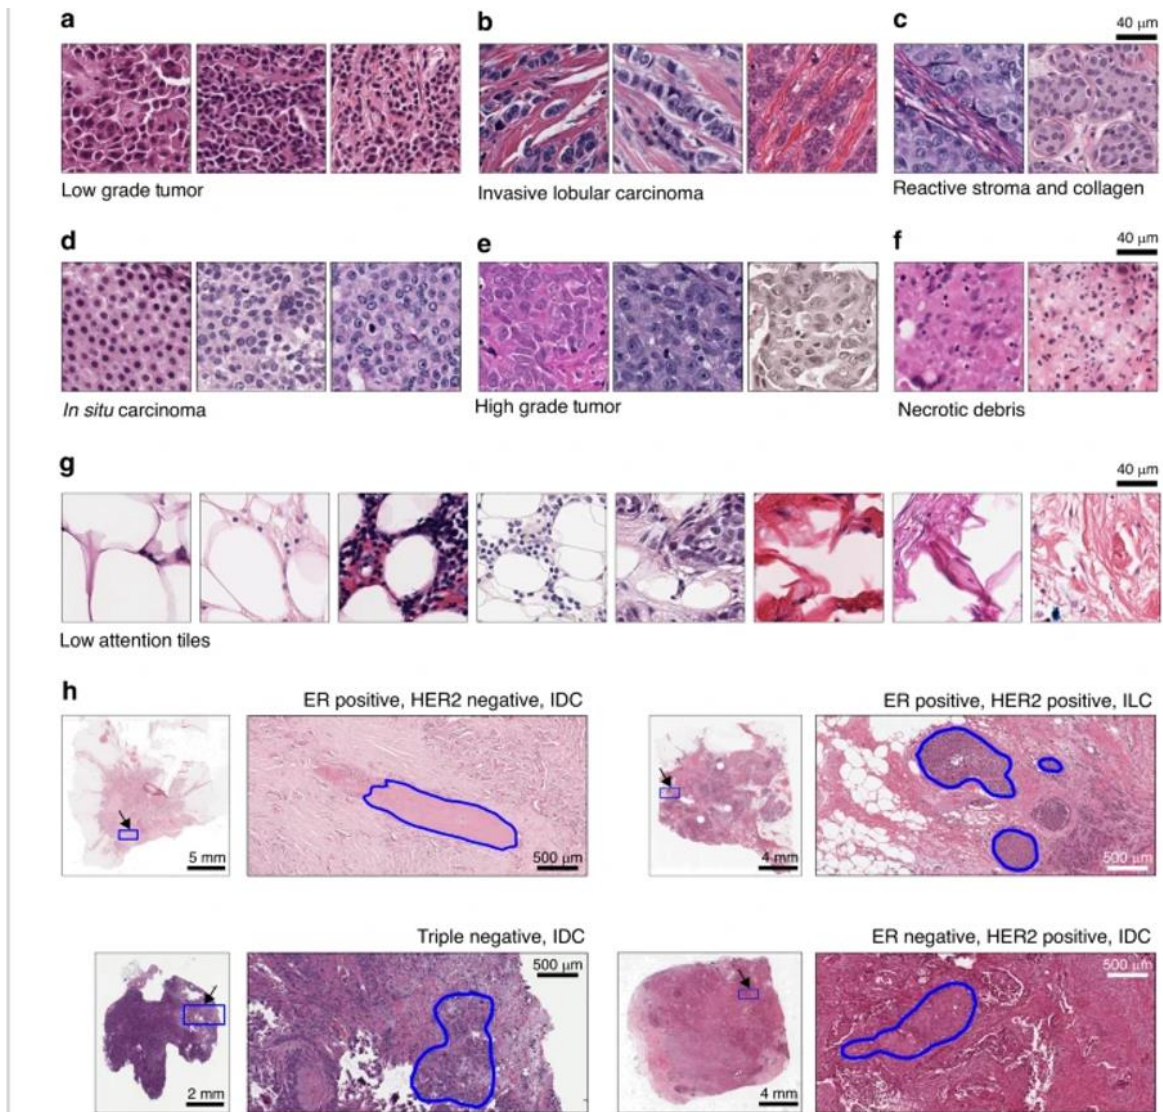 a b c 40 μm
Low grade tumor Invasive lobular carcinoma Reactive stroma and collagen
d e f 40 μm
In situ carcinoma High grade tumor Necrotic debris
g 40 μm
Low attention tiles
h
ER positive, HER2 negative, IDC ER positive, HER2 positive, ILC
5 mm 500 μm 4 mm 500 μm
Triple negative, IDC ER negative, HER2 positive, IDC
500 μm 500 μm
2 mm 4 mm